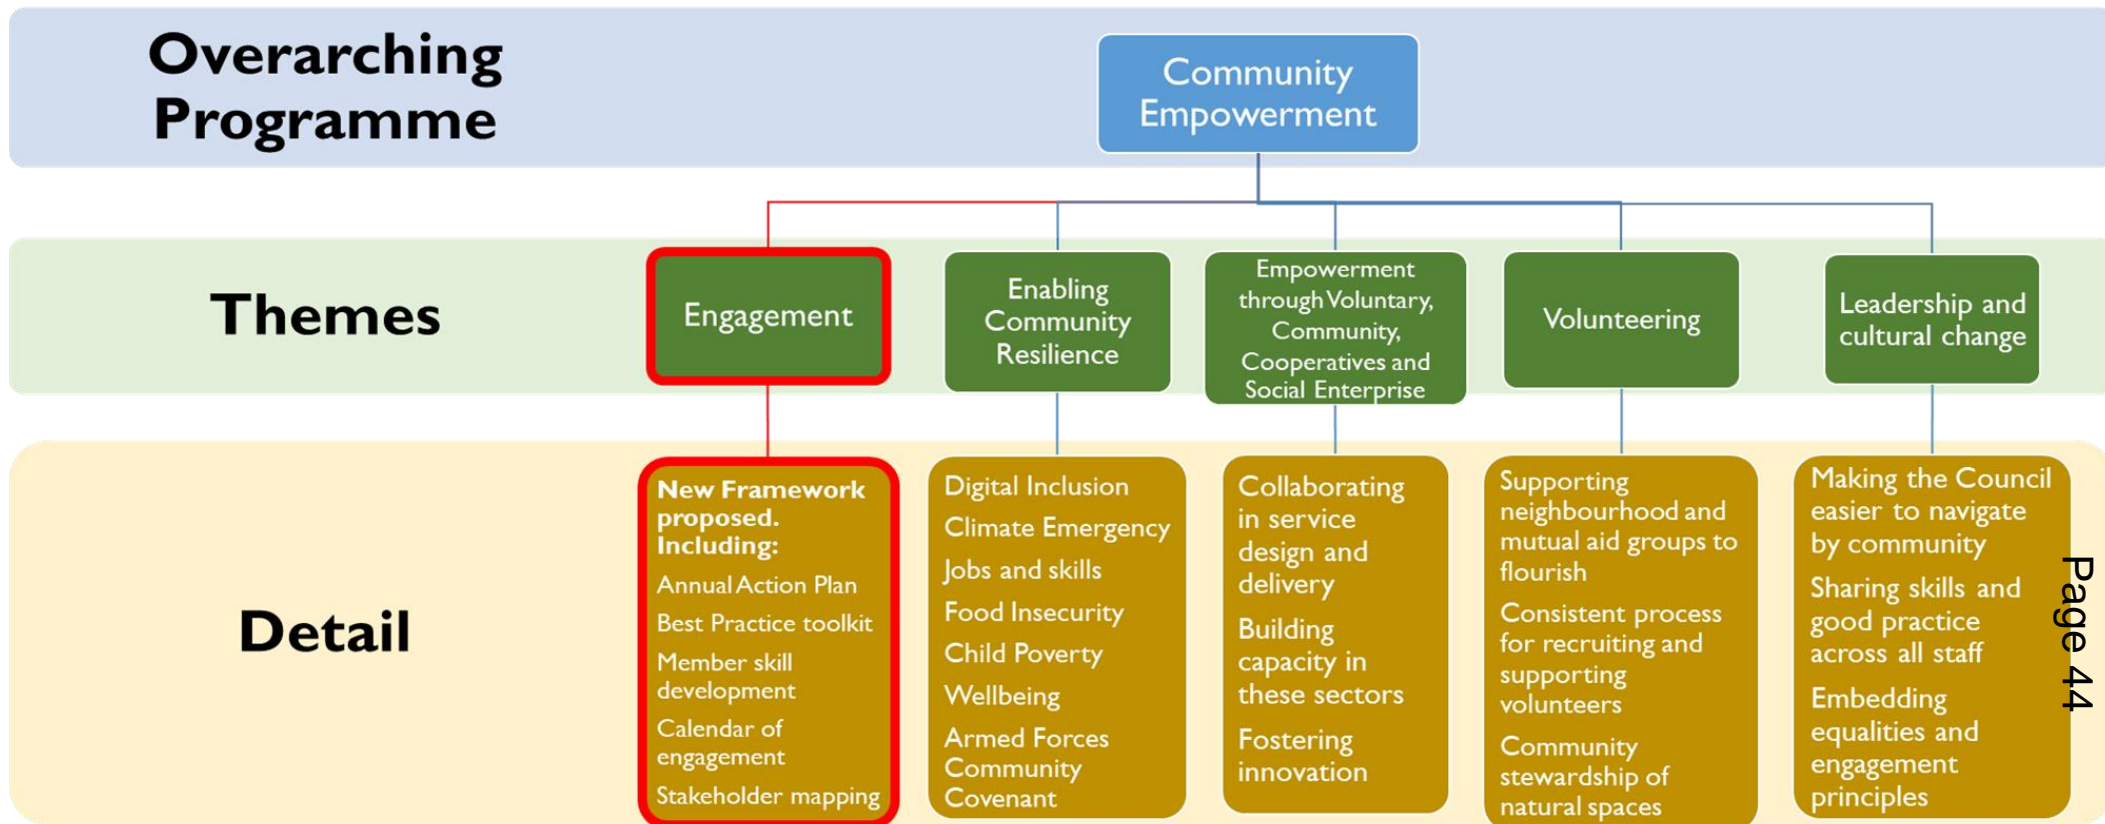 Overarching
Programme
Community
Empowerment
Themes
Engagement
Enabling
Community
Resilience
Empowerment
through Voluntary,
Community,
Cooperatives and
Social Enterprise
Volunteering
Leadership and
cultural change
Detail
New Framework
proposed.
Including:
Annual Action Plan
Best Practice toolkit
Member skill
development
Calendar of
engagement
Stakeholder mapping
Digital Inclusion
Climate Emergency
Jobs and skills
Food Insecurity
Child Poverty
Wellbeing
Armed Forces
Community
Covenant
Collaborating
in service
design and
delivery
Building
capacity in
these sectors
Fostering
innovation
Supporting
neighbourhood and
mutual aid groups to
flourish
Consistent process
for recruiting and
supporting
volunteers
Community
stewardship of
natural spaces
Making the Council
easier to navigate
by community
Sharing skills and
good practice
across all staff
Embedding
equalities and
engagement
principles
Page 44